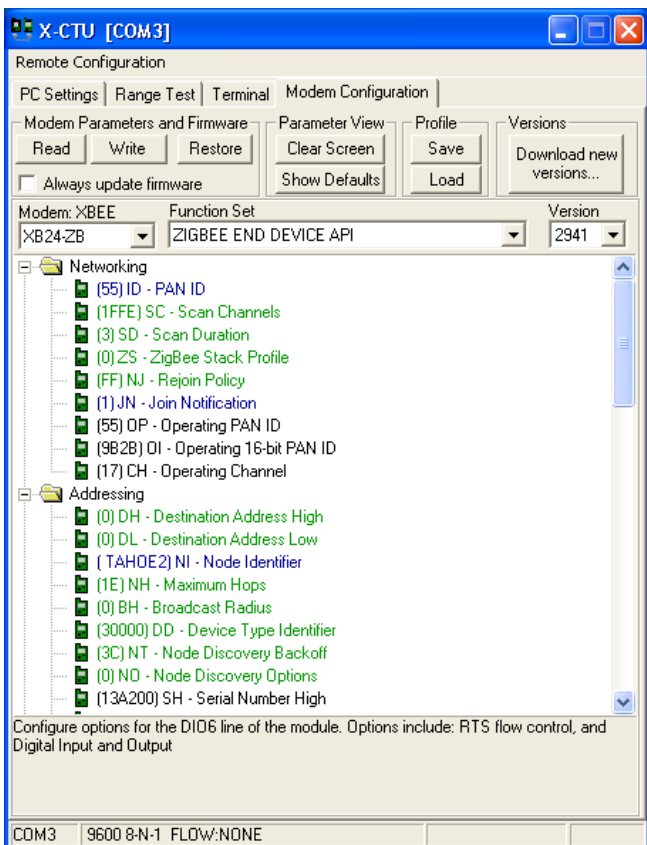 X-CTU [COM3]
Remote Configuration
PC Settings Range Test Terminal Modem Configuration
Modem Parameters and Firmware Parameter View Profile Versions
Read Write Restore Clear Screen Save Download new versions...
Always update firmware Show Defaults Load
Modem: XBEE Function Set Version
XB24-ZB ZIGBEE END DEVICE API 2941
Networking
(55) ID - PAN ID
(1FFE) SC - Scan Channels
(3) SD - Scan Duration
(0) ZS - ZigBee Stack Profile
(FF) NJ - Rejoin Policy
(1) JN - Join Notification
(55) OP - Operating PAN ID
(9B2B) OI - Operating 16-bit PAN ID
(17) CH - Operating Channel
Addressing
(0) DH - Destination Address High
(0) DL - Destination Address Low
( TAHOE2) NI - Node Identifier
(1E) NH - Maximum Hops
(0) BH - Broadcast Radius
(30000) DD - Device Type Identifier
(3C) NT - Node Discovery Backoff
(0) NO - Node Discovery Options
(13A200) SH - Serial Number High
Configure options for the DIO6 line of the module. Options include: RTS flow control, and
Digital Input and Output
COM3 9600 8-N-1 FLOW:NONE